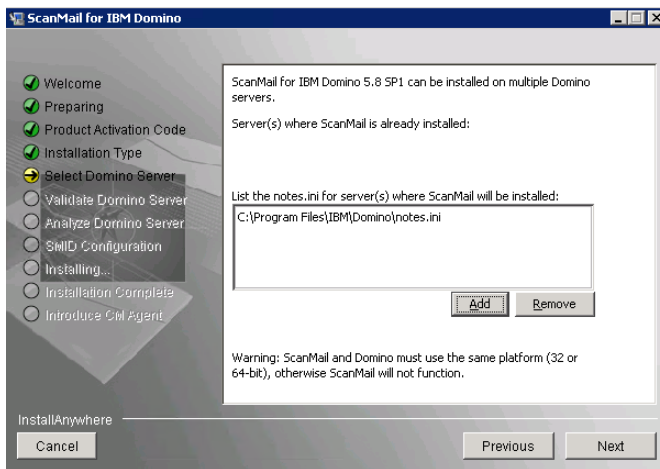 ScanMail for IBM Domino
Welcome
Preparing
Product Activation Code
Installation Type
Select Domino Server
Validate Domino Server
Analyze Domino Server
SMID Configuration
Installing...
Installation Complete
Introduce CM Agent
ScanMail for IBM Domino 5.8 SP1 can be installed on multiple Domino
servers.
Server(s) where ScanMail is already installed:
List the notes.ini for server(s) where ScanMail will be installed:
C:\Program Files\IBM\Domino\notes.ini
Add Remove
Warning: ScanMail and Domino must use the same platform (32 or
64-bit), otherwise ScanMail will not function.
InstallAnywhere
Cancel Previous Next